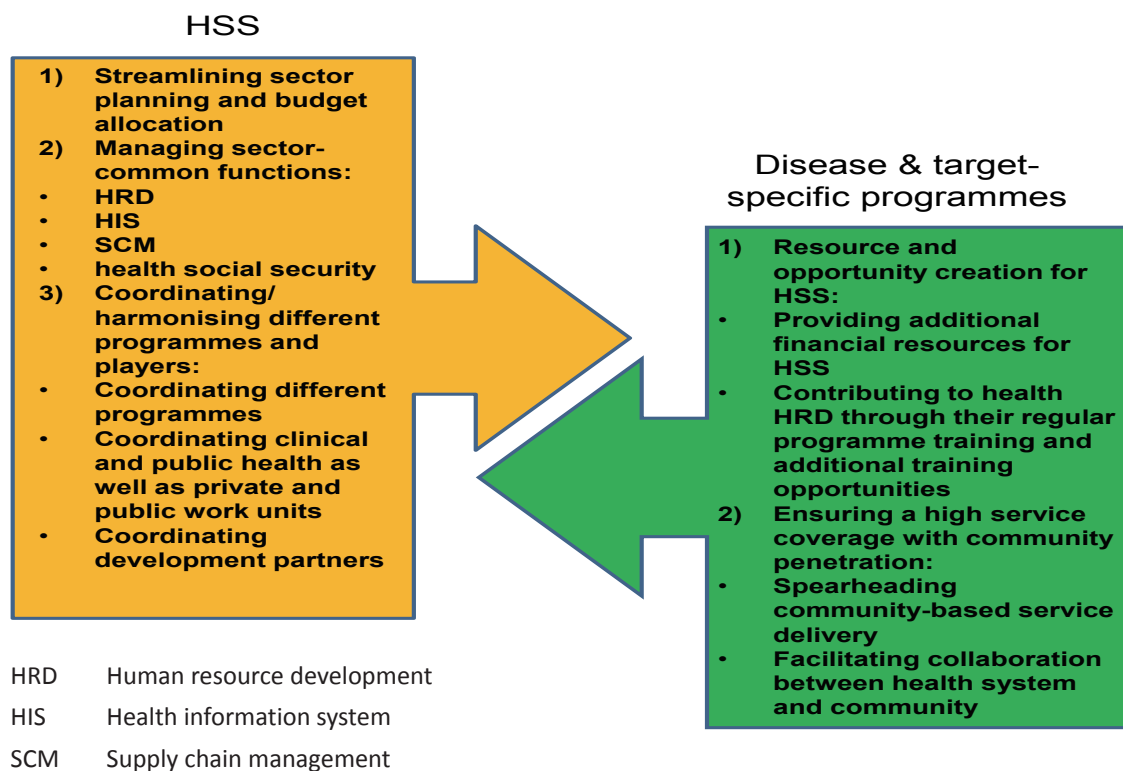 HSS
1) Streamlining sector
planning and budget
allocation
2) Managing sector-
common functions:
• HRD
• HIS
• SCM
• health social security
3) Coordinating/
harmonising different
programmes and
players:
• Coordinating different
programmes
• Coordinating clinical
and public health as
well as private and
public work units
• Coordinating
development partners
Disease & target-
specific programmes
1) Resource and
opportunity creation for
HSS:
• Providing additional
financial resources for
HSS
• Contributing to health
HRD through their regular
programme training and
additional training
opportunities
2) Ensuring a high service
coverage with community
penetration:
• Spearheading
community-based service
delivery
• Facilitating collaboration
between health system
and community
HRD Human resource development
HIS Health information system
SCM Supply chain management